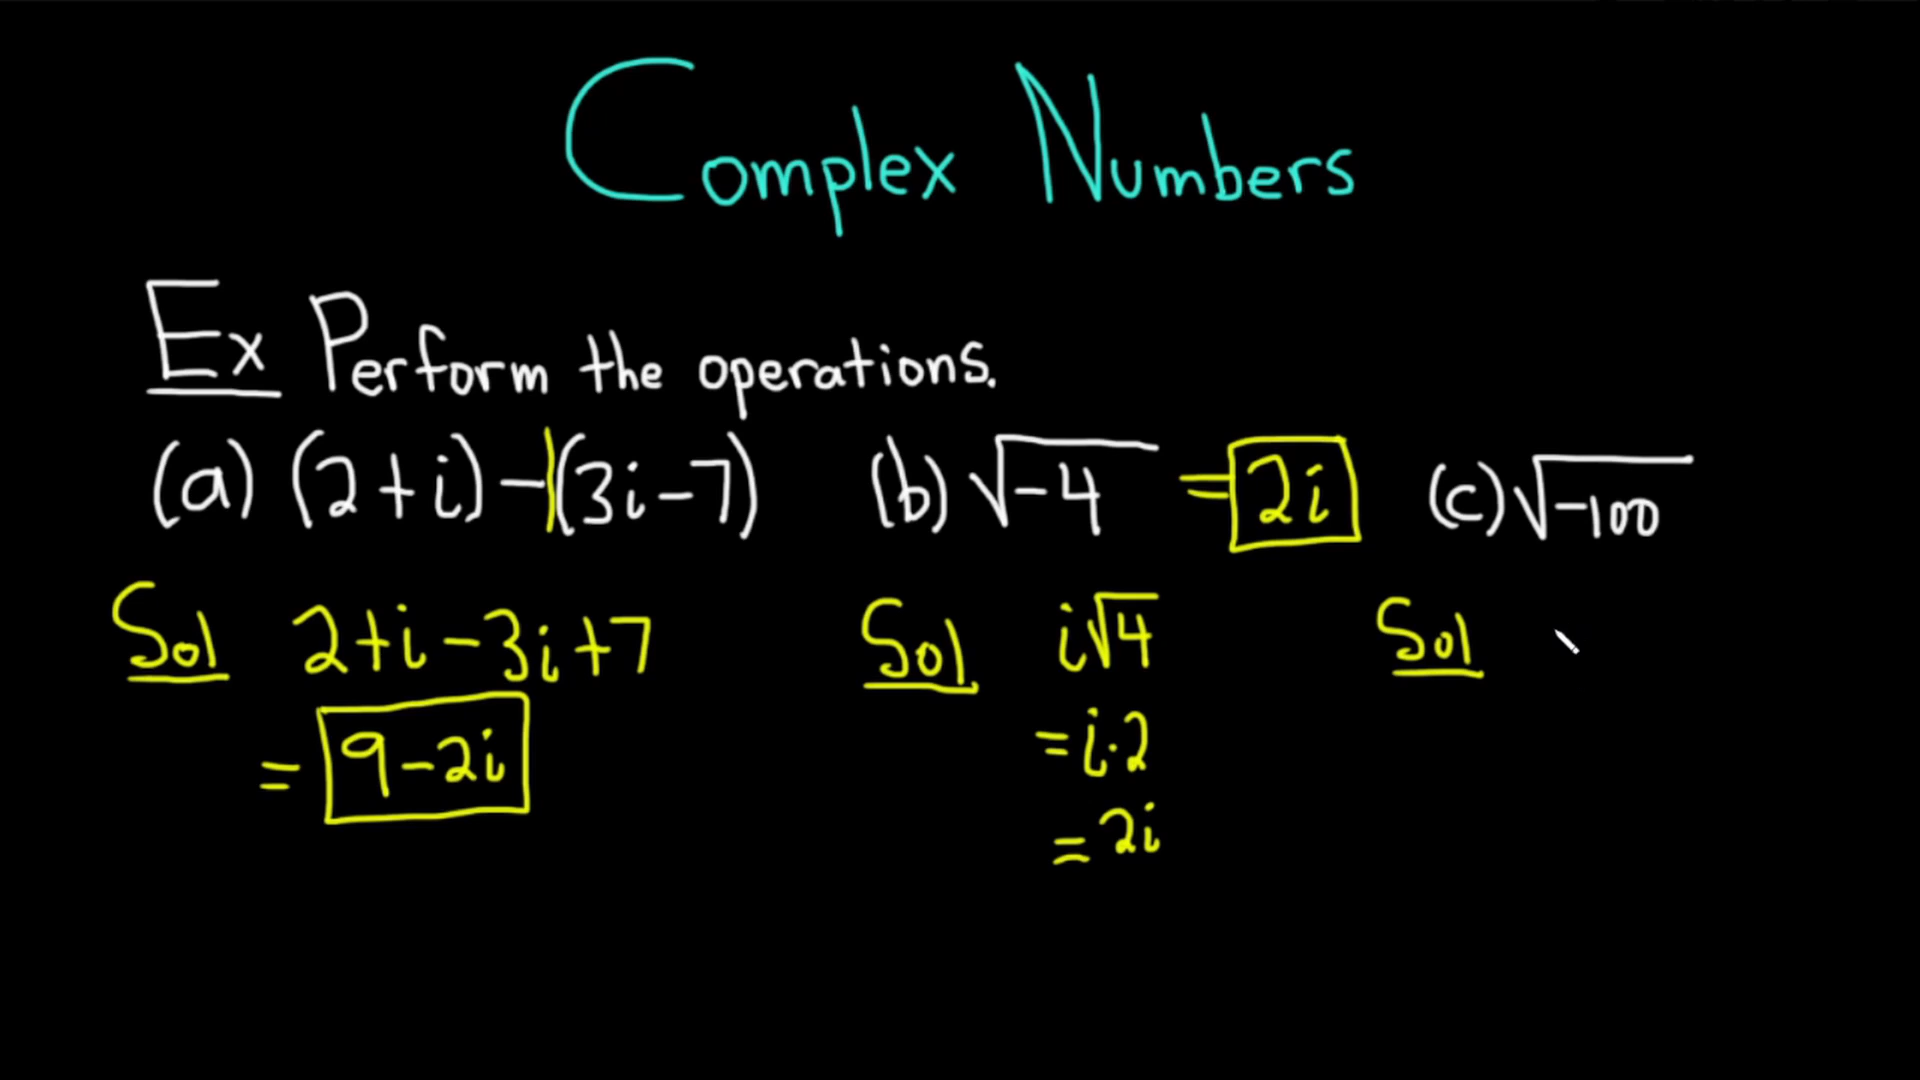 Complex Numbers
Ex Perform the operations.
(a) (2+i)-1(3i-7) (b) √-4 = 2i (c) √-100
Sol 2+i-3i+7 Sol i√4 Sol
= 9-2i = i·2
= 2i